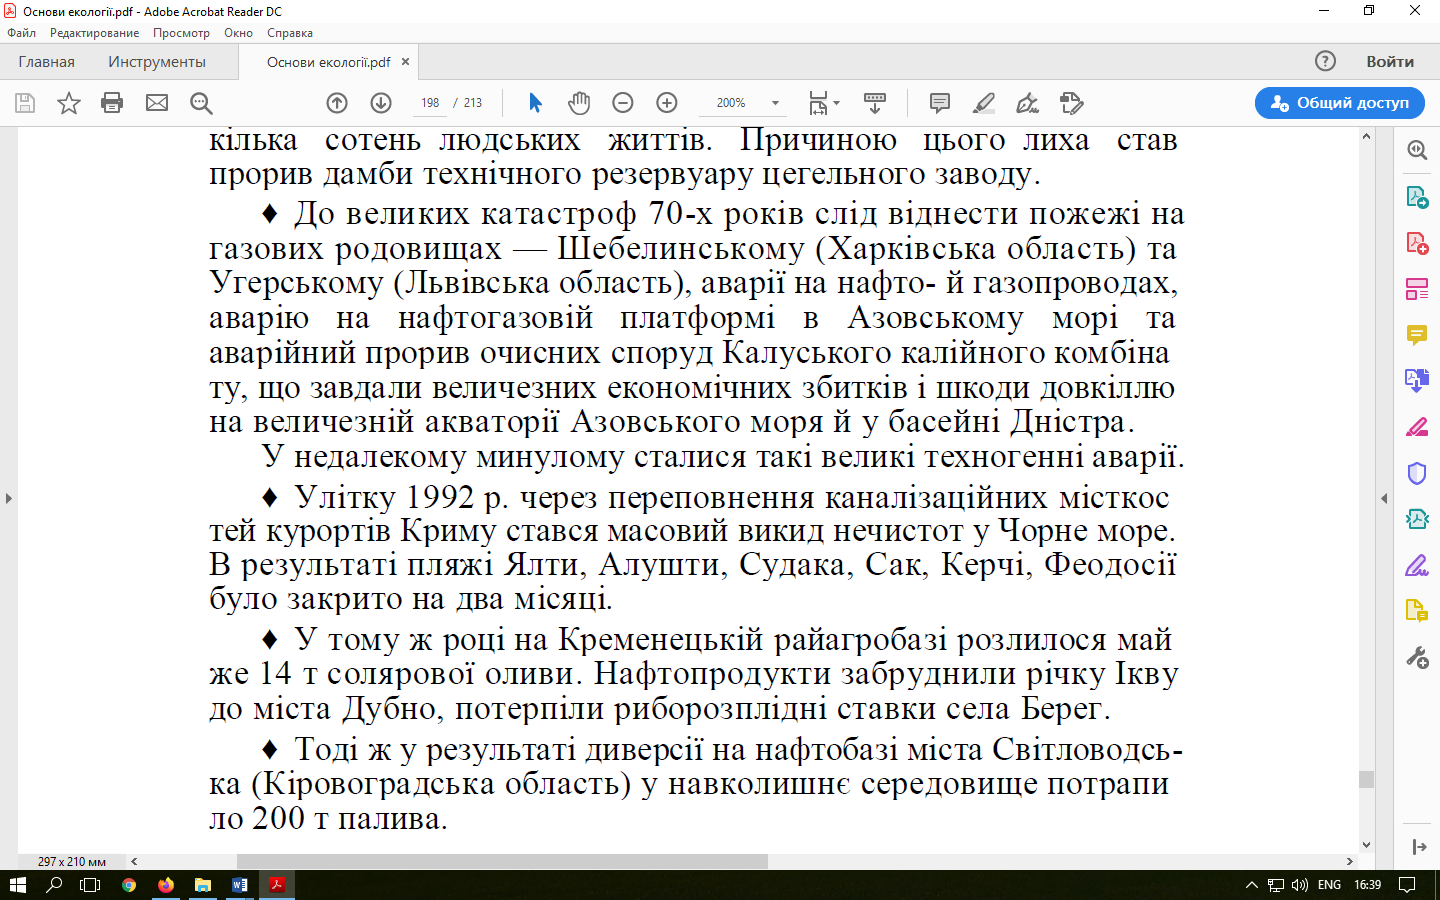 Основи екології.pdf - Adobe Acrobat Reader DC
Файл Редактирование Просмотр Окно Справка
Главная Инструменты Основи екології.pdf × Войти
198 / 213 200% Общий доступ
кілька сотень людських життів. Причиною цього лиха став
прорив дамби технічного резервуару цегельного заводу.
♦ До великих катастроф 70-х років слід віднести пожежі на
газових родовищах — Шебелинському (Харківська область) та
Угерському (Львівська область), аварії на нафто- й газопроводах,
аварію на нафтогазовій платформі в Азовському морі та
аварійний прорив очисних споруд Калуського калійного комбіна
ту, що завдали величезних економічних збитків і шкоди довкіллю
на величезній акваторії Азовського моря й у басейні Дністра.
У недалекому минулому сталися такі великі техногенні аварії.
♦ Улітку 1992 р. через переповнення каналізаційних місткос
тей курортів Криму стався масовий викид нечистот у Чорне море.
В результаті пляжі Ялти, Алушти, Судака, Сак, Керчі, Феодосії
було закрито на два місяці.
♦ У тому ж році на Кременецькій райагробазі розлилося май
же 14 т солярової оливи. Нафтопродукти забруднили річку Ікву
до міста Дубно, потерпіли риборозплідні ставки села Берег.
♦ Тоді ж у результаті диверсії на нафтобазі міста Світловодсь-
ка (Кіровоградська область) у навколишнє середовище потрапи
ло 200 т палива.
297 x 210 мм
ENG 16:39